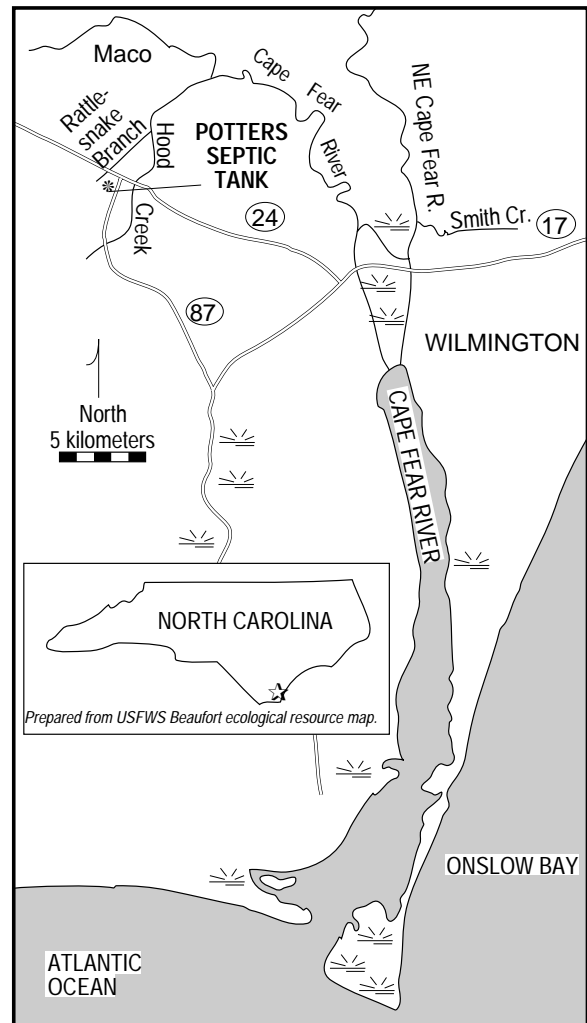 Maco
Cape
Fear
River
NE Cape Fear R.
Rattle-
snake
Branch
Hood
Creek
POTTERS
SEPTIC
TANK
24
Smith Cr.
17
87
WILMINGTON
North
5 kilometers
CAPE FEAR RIVER
NORTH CAROLINA
Prepared from USFWS Beaufort ecological resource map.
ONSLOW BAY
ATLANTIC
OCEAN